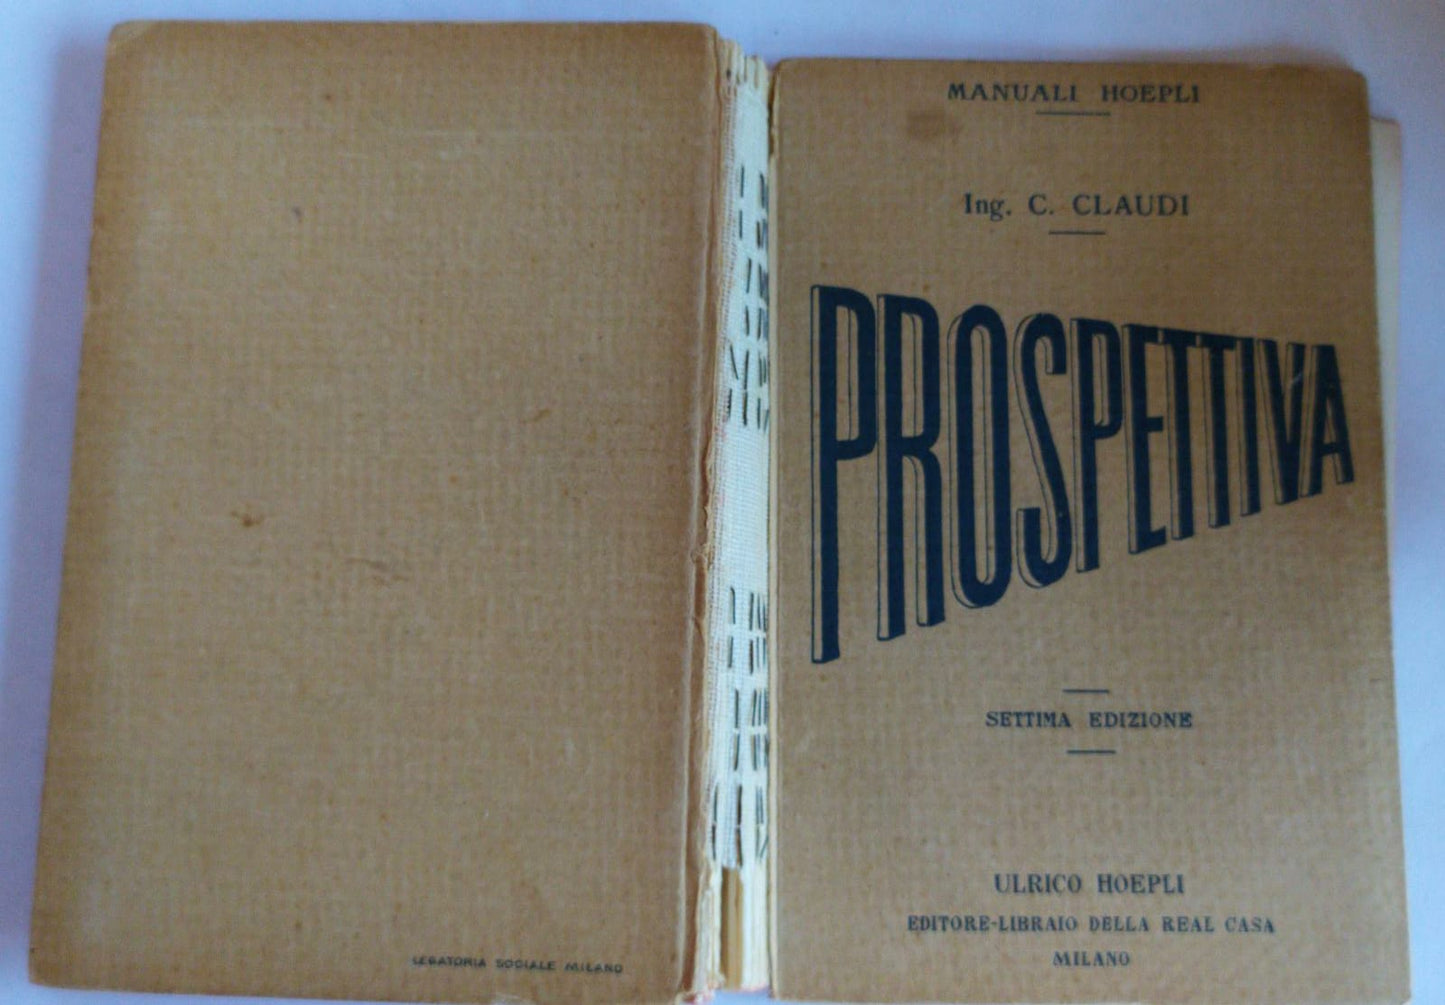 MANUALI HOEPLI
Ing. C. CLAUDI
PROSPETTIVA
SETTIMA EDIZIONE
ULRICO HOEPLI
EDITORE-LIBRAIO DELLA REAL CASA
MILANO
LEGATORIA SOCIALE MILANO